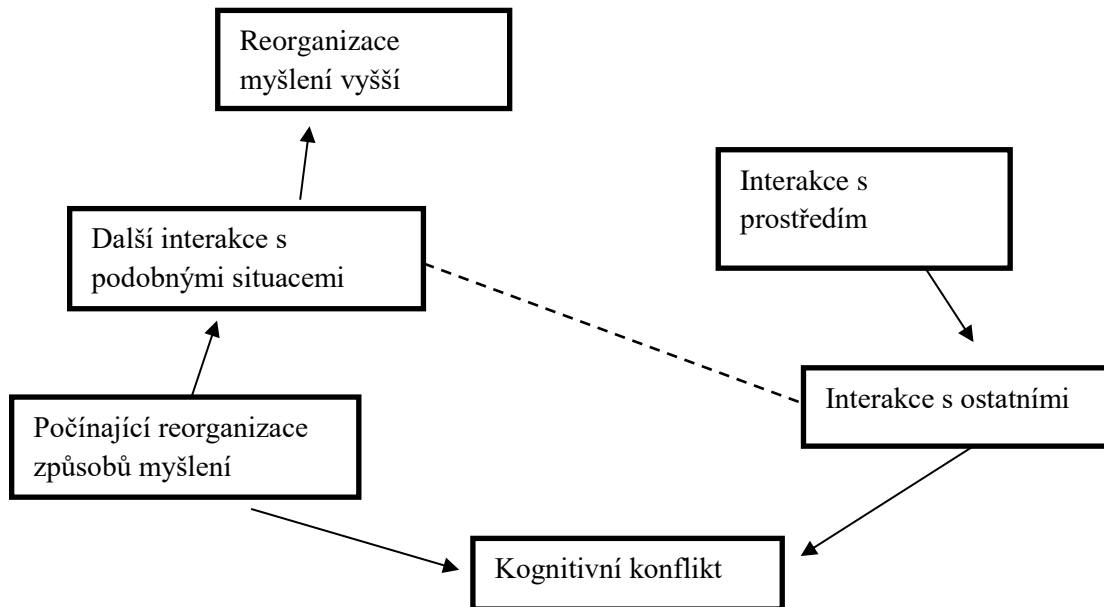 Reorganizace
myšlení vyšší
Interakce s
prostředím
Další interakce s
podobnými situacemi
Interakce s ostatními
Počínající reorganizace
způsobů myšlení
Kognitivní konflikt